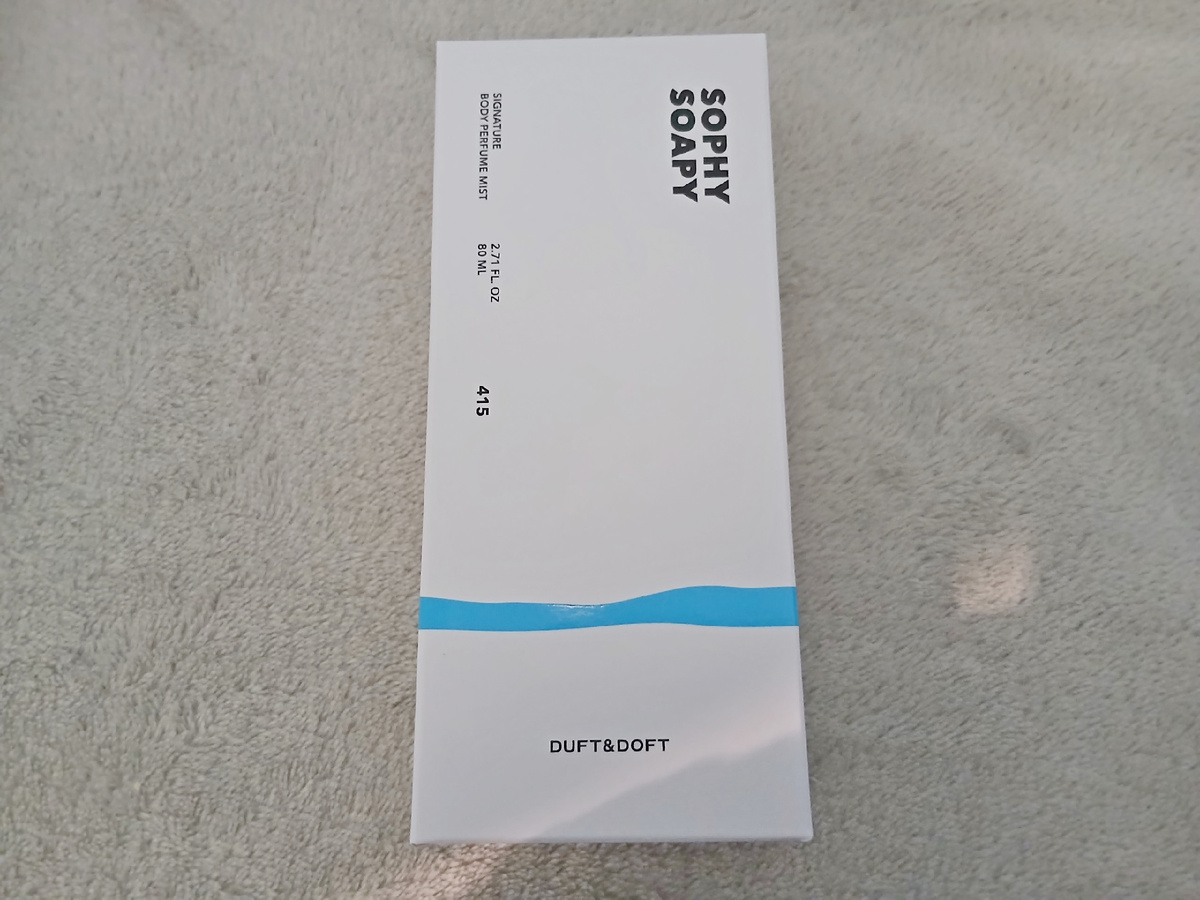 SOPHY
SOAPY
SIGNATURE
BODY PERFUME MIST
2.71 FL. OZ
80 ML
415
DUFT&DOFT